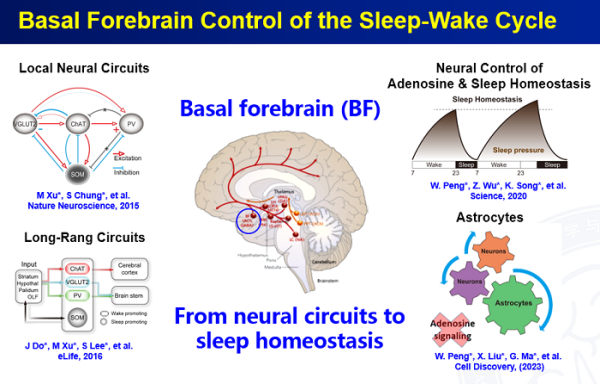 Basal Forebrain Control of the Sleep-Wake Cycle
Local Neural Circuits
VGLUT2
ChAT
PV
SOM
Excitation
Inhibition
M Xu*, S Chung*, et al.
Nature Neuroscience, 2015
Long-Rang Circuits
Input
Striatum
Hypothal
Palidum
OLF
ChAT
VGLUT2
PV
SOM
Cerebral
cortex
Brain stem
Wake promoting
Sleep promoting
J Do*, M Xu*, S Lee*, et al.
eLife, 2016
Basal forebrain (BF)
Thalamus
Hypothalamus
Pons
Medulla
Cerebellum
Brainstem
From neural circuits to
sleep homeostasis
Neural Control of
Adenosine & Sleep Homeostasis
Sleep Homeostasis
Sleep pressure
Wake
Sleep
Wake
Sleep
7
23
7
23
W. Peng*, Z. Wu*, K. Song*, et al.
Science, 2020
Astrocytes
Neurons
Neurons
Astrocytes
Adenosine
signaling
W. Peng*, X. Liu*, G. Ma*, et al.
Cell Discovery, (2023)